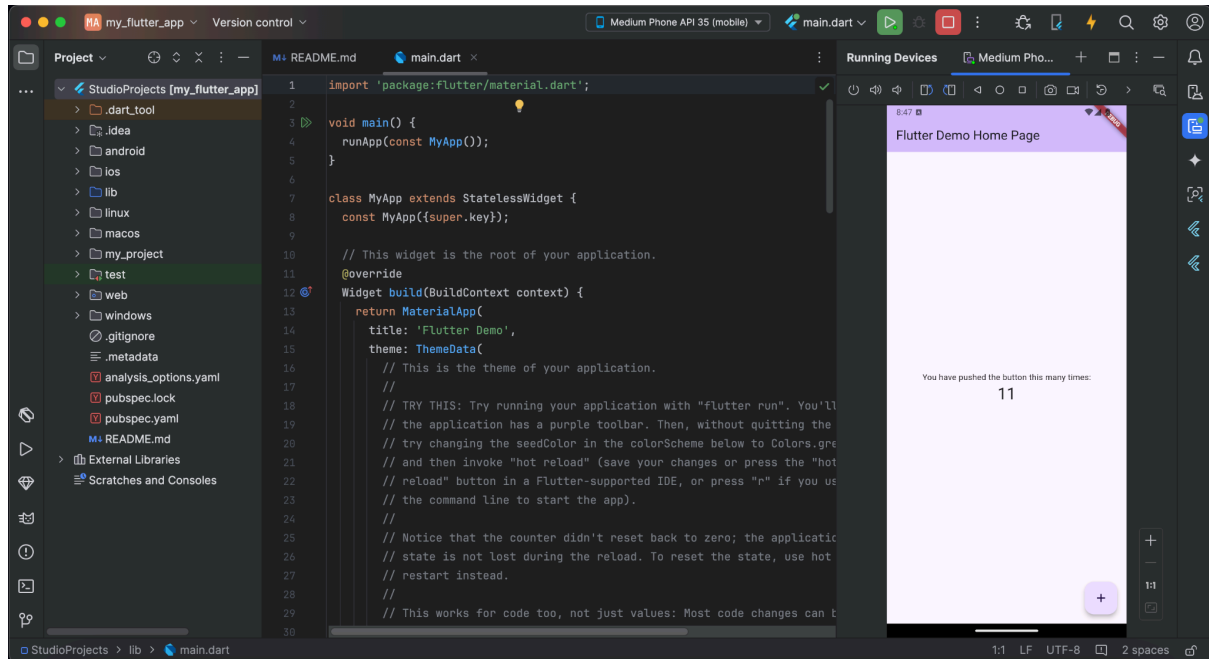 MA my_flutter_app Version control Medium Phone API 35 (mobile) main.dart
Project
StudioProjects [my_flutter_app]
.dart_tool
.idea
android
ios
lib
linux
macos
my_project
test
web
windows
.gitignore
.metadata
analysis_options.yaml
pubspec.lock
pubspec.yaml
M↓ README.md
External Libraries
Scratches and Consoles
M↓ README.md main.dart
1 import 'package:flutter/material.dart';
2
3 void main() {
4 runApp(const MyApp());
5 }
6
7 class MyApp extends StatelessWidget {
8 const MyApp({super.key});
9
10 // This widget is the root of your application.
11 @override
12 Widget build(BuildContext context) {
13 return MaterialApp(
14 title: 'Flutter Demo',
15 theme: ThemeData(
16 // This is the theme of your application.
17 //
18 // TRY THIS: Try running your application with "flutter run". You'll
19 // the application has a purple toolbar. Then, without quitting the
20 // try changing the seedColor in the colorScheme below to Colors.gre
21 // and then invoke "hot reload" (save your changes or press the "hot
22 // reload" button in a Flutter-supported IDE, or press "r" if you us
23 // the command line to start the app).
24 //
25 // Notice that the counter didn't reset back to zero; the applicatic
26 // state is not lost during the reload. To reset the state, use hot
27 // restart instead.
28 //
29 // This works for code too, not just values: Most code changes can b
30
Running Devices Medium Pho...
8:47
DEBUG
Flutter Demo Home Page
You have pushed the button this many times:
11
+
1:1
StudioProjects > lib > main.dart
1:1 LF UTF-8 2 spaces